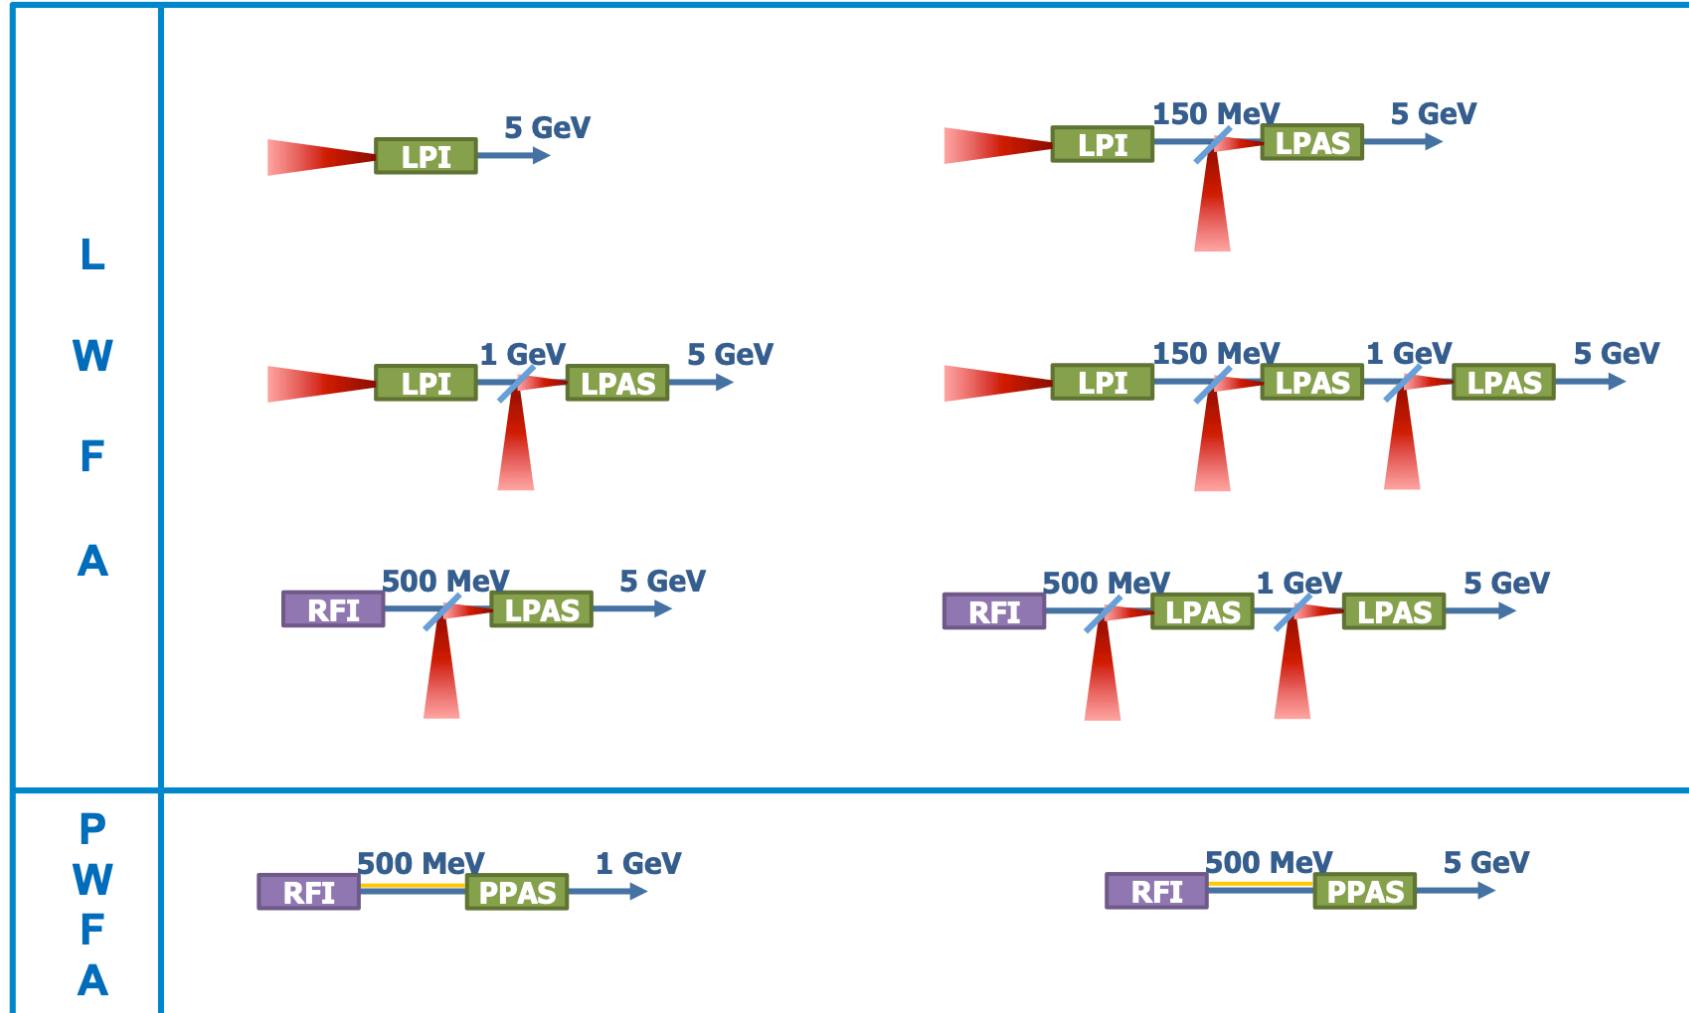 L
W
F
A
5 GeV
LPI
150 MeV 5 GeV
LPI LPAS
1 GeV 5 GeV
LPI LPAS
150 MeV 1 GeV 5 GeV
LPI LPAS LPAS
500 MeV 5 GeV
RFI LPAS
500 MeV 1 GeV 5 GeV
RFI LPAS LPAS
P
W
F
A
500 MeV 1 GeV
RFI PPAS
500 MeV 5 GeV
RFI PPAS